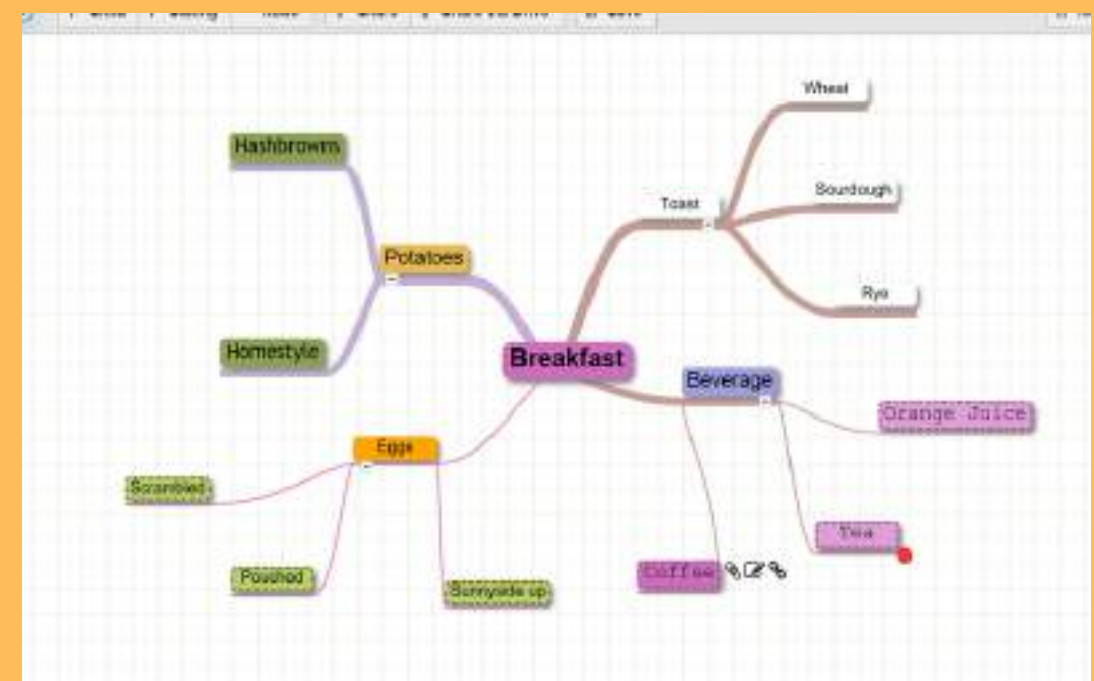 Wheat
Hashbrowns
Sourdough
Toast
Potatoes
Rye
Homestyle
Breakfast
Beverage
Orange Juice
Eggs
Scrambled
Tea
Coffee
Poached
Sunnyside up